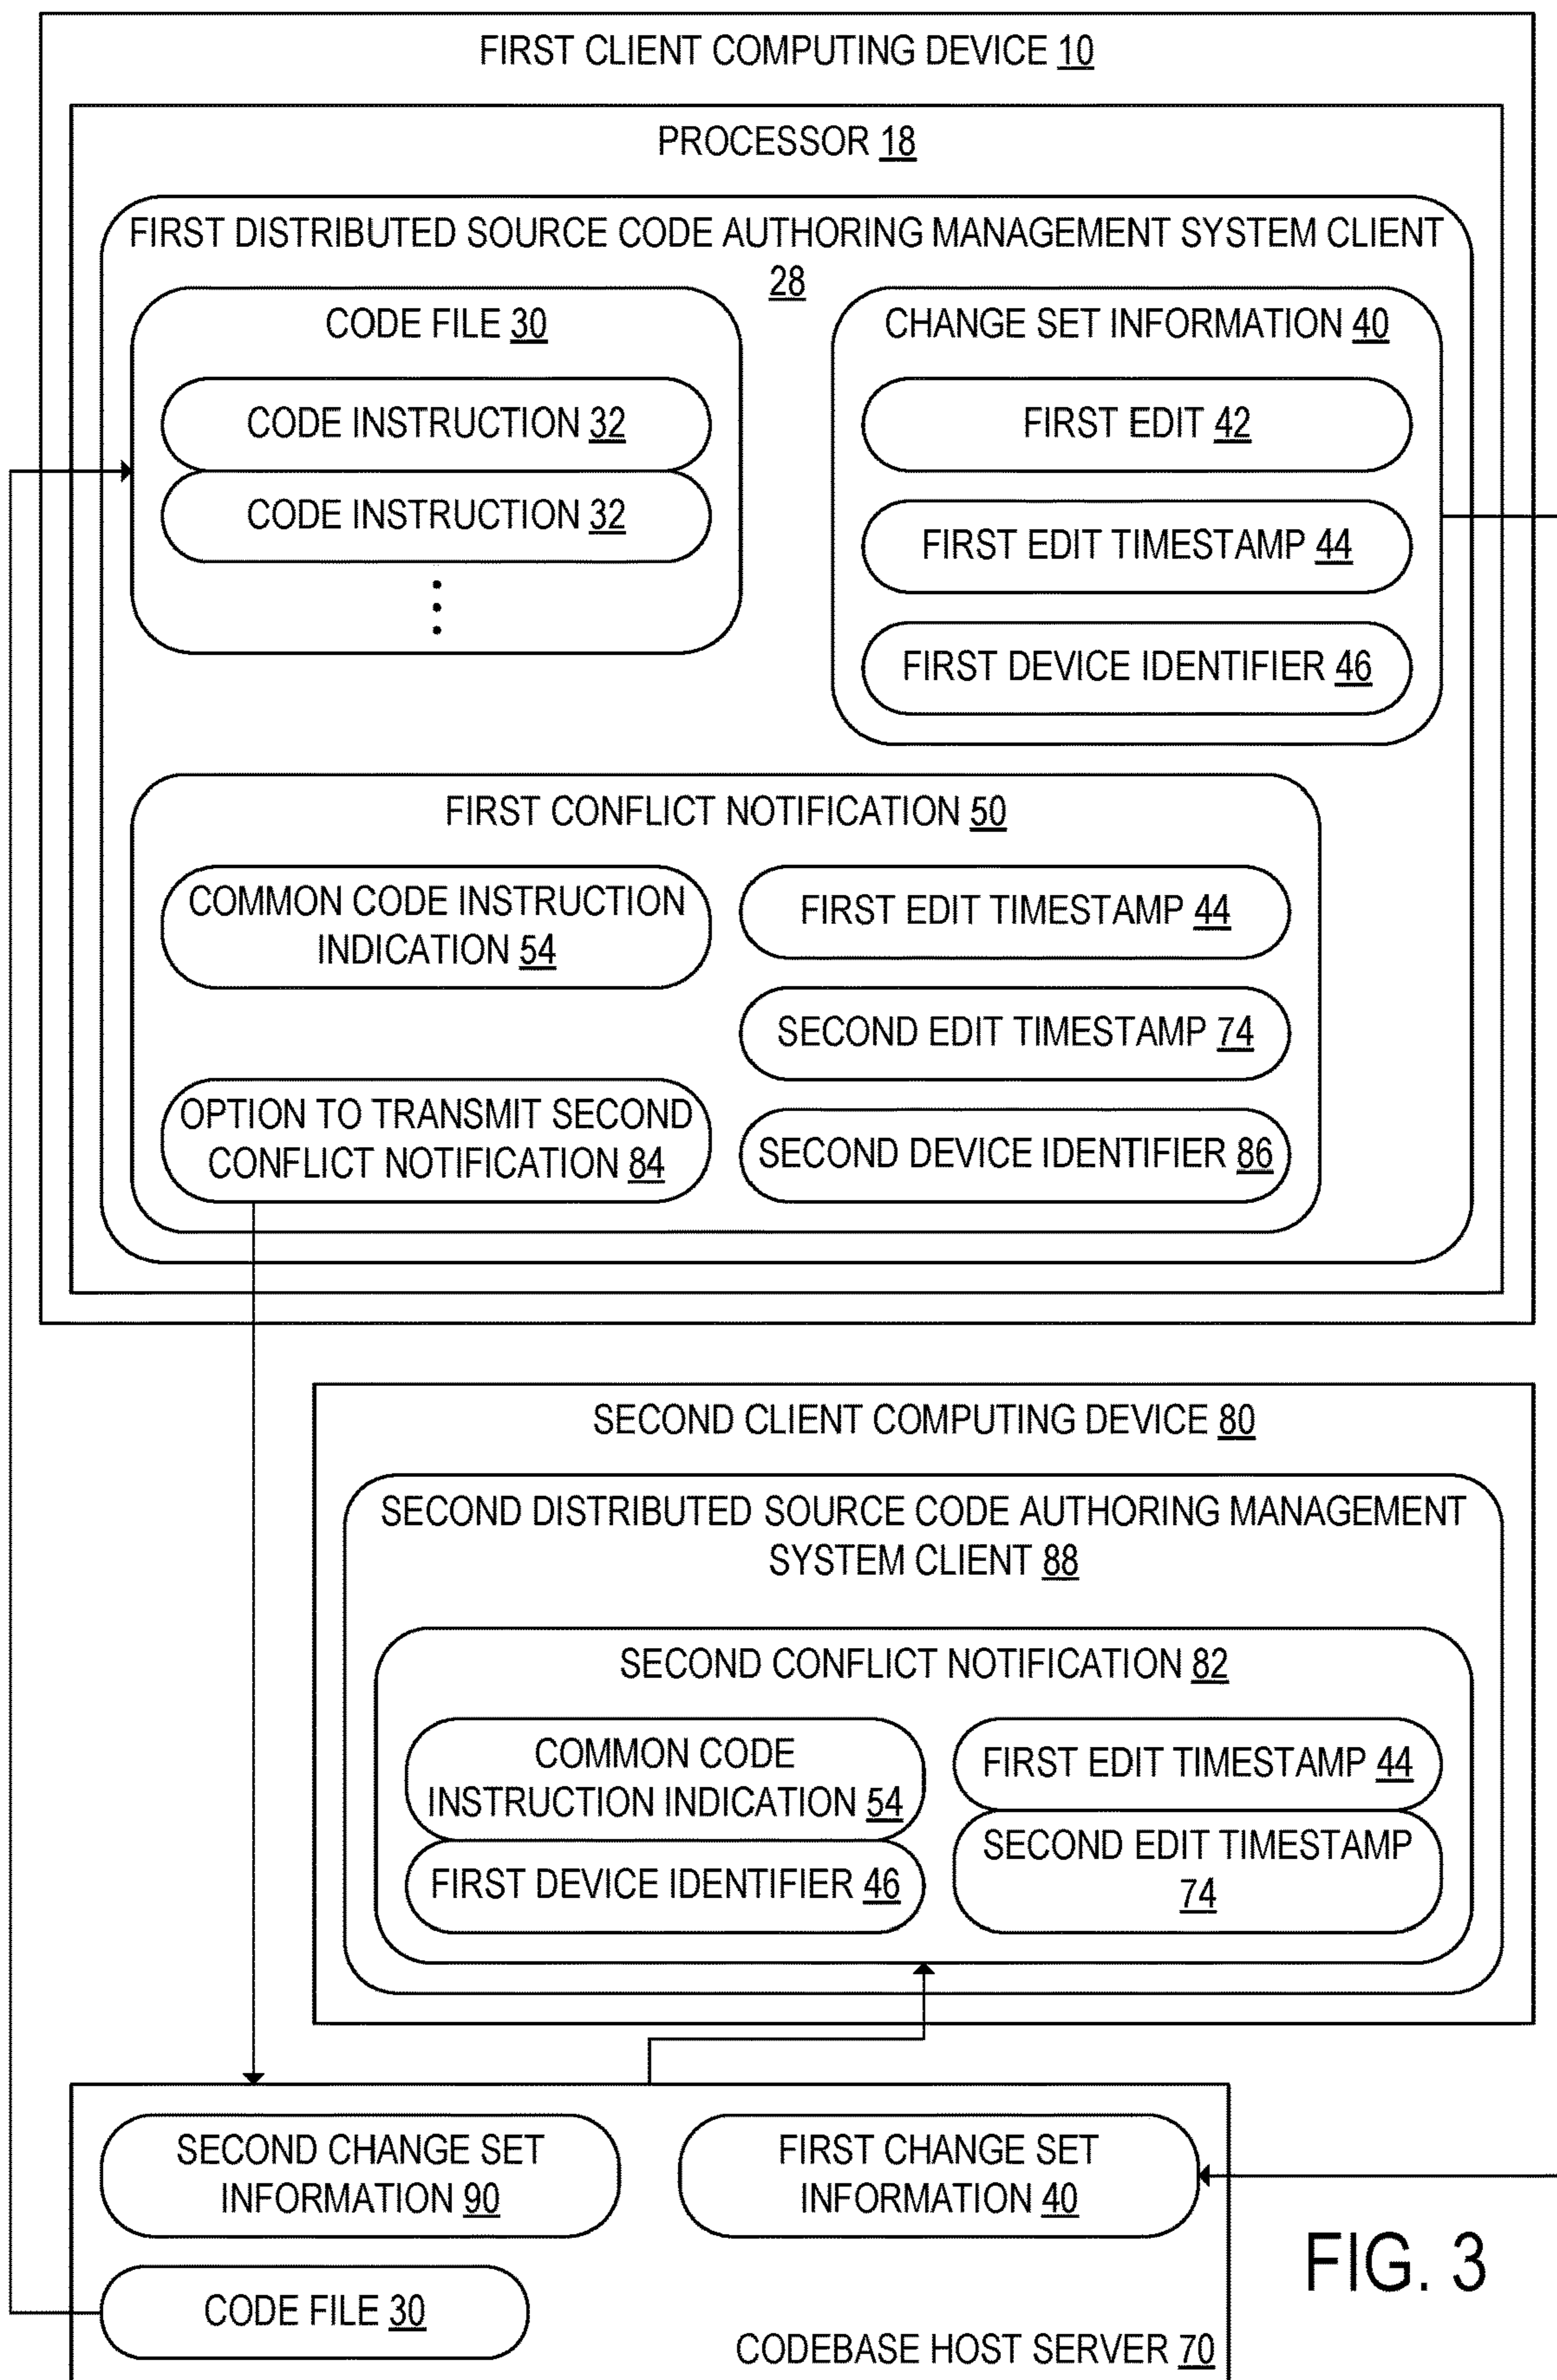 FIRST CLIENT COMPUTING DEVICE 10
PROCESSOR 18
FIRST DISTRIBUTED SOURCE CODE AUTHORING MANAGEMENT SYSTEM CLIENT
28
CODE FILE 30
CODE INSTRUCTION 32
CODE INSTRUCTION 32
CHANGE SET INFORMATION 40
FIRST EDIT 42
FIRST EDIT TIMESTAMP 44
FIRST DEVICE IDENTIFIER 46
FIRST CONFLICT NOTIFICATION 50
COMMON CODE INSTRUCTION
INDICATION 54
OPTION TO TRANSMIT SECOND
CONFLICT NOTIFICATION 84
FIRST EDIT TIMESTAMP 44
SECOND EDIT TIMESTAMP 74
SECOND DEVICE IDENTIFIER 86
SECOND CLIENT COMPUTING DEVICE 80
SECOND DISTRIBUTED SOURCE CODE AUTHORING MANAGEMENT
SYSTEM CLIENT 88
SECOND CONFLICT NOTIFICATION 82
COMMON CODE
INSTRUCTION INDICATION 54
FIRST DEVICE IDENTIFIER 46
FIRST EDIT TIMESTAMP 44
SECOND EDIT TIMESTAMP
74
SECOND CHANGE SET
INFORMATION 90
FIRST CHANGE SET
INFORMATION 40
CODE FILE 30
CODEBASE HOST SERVER 70
FIG. 3